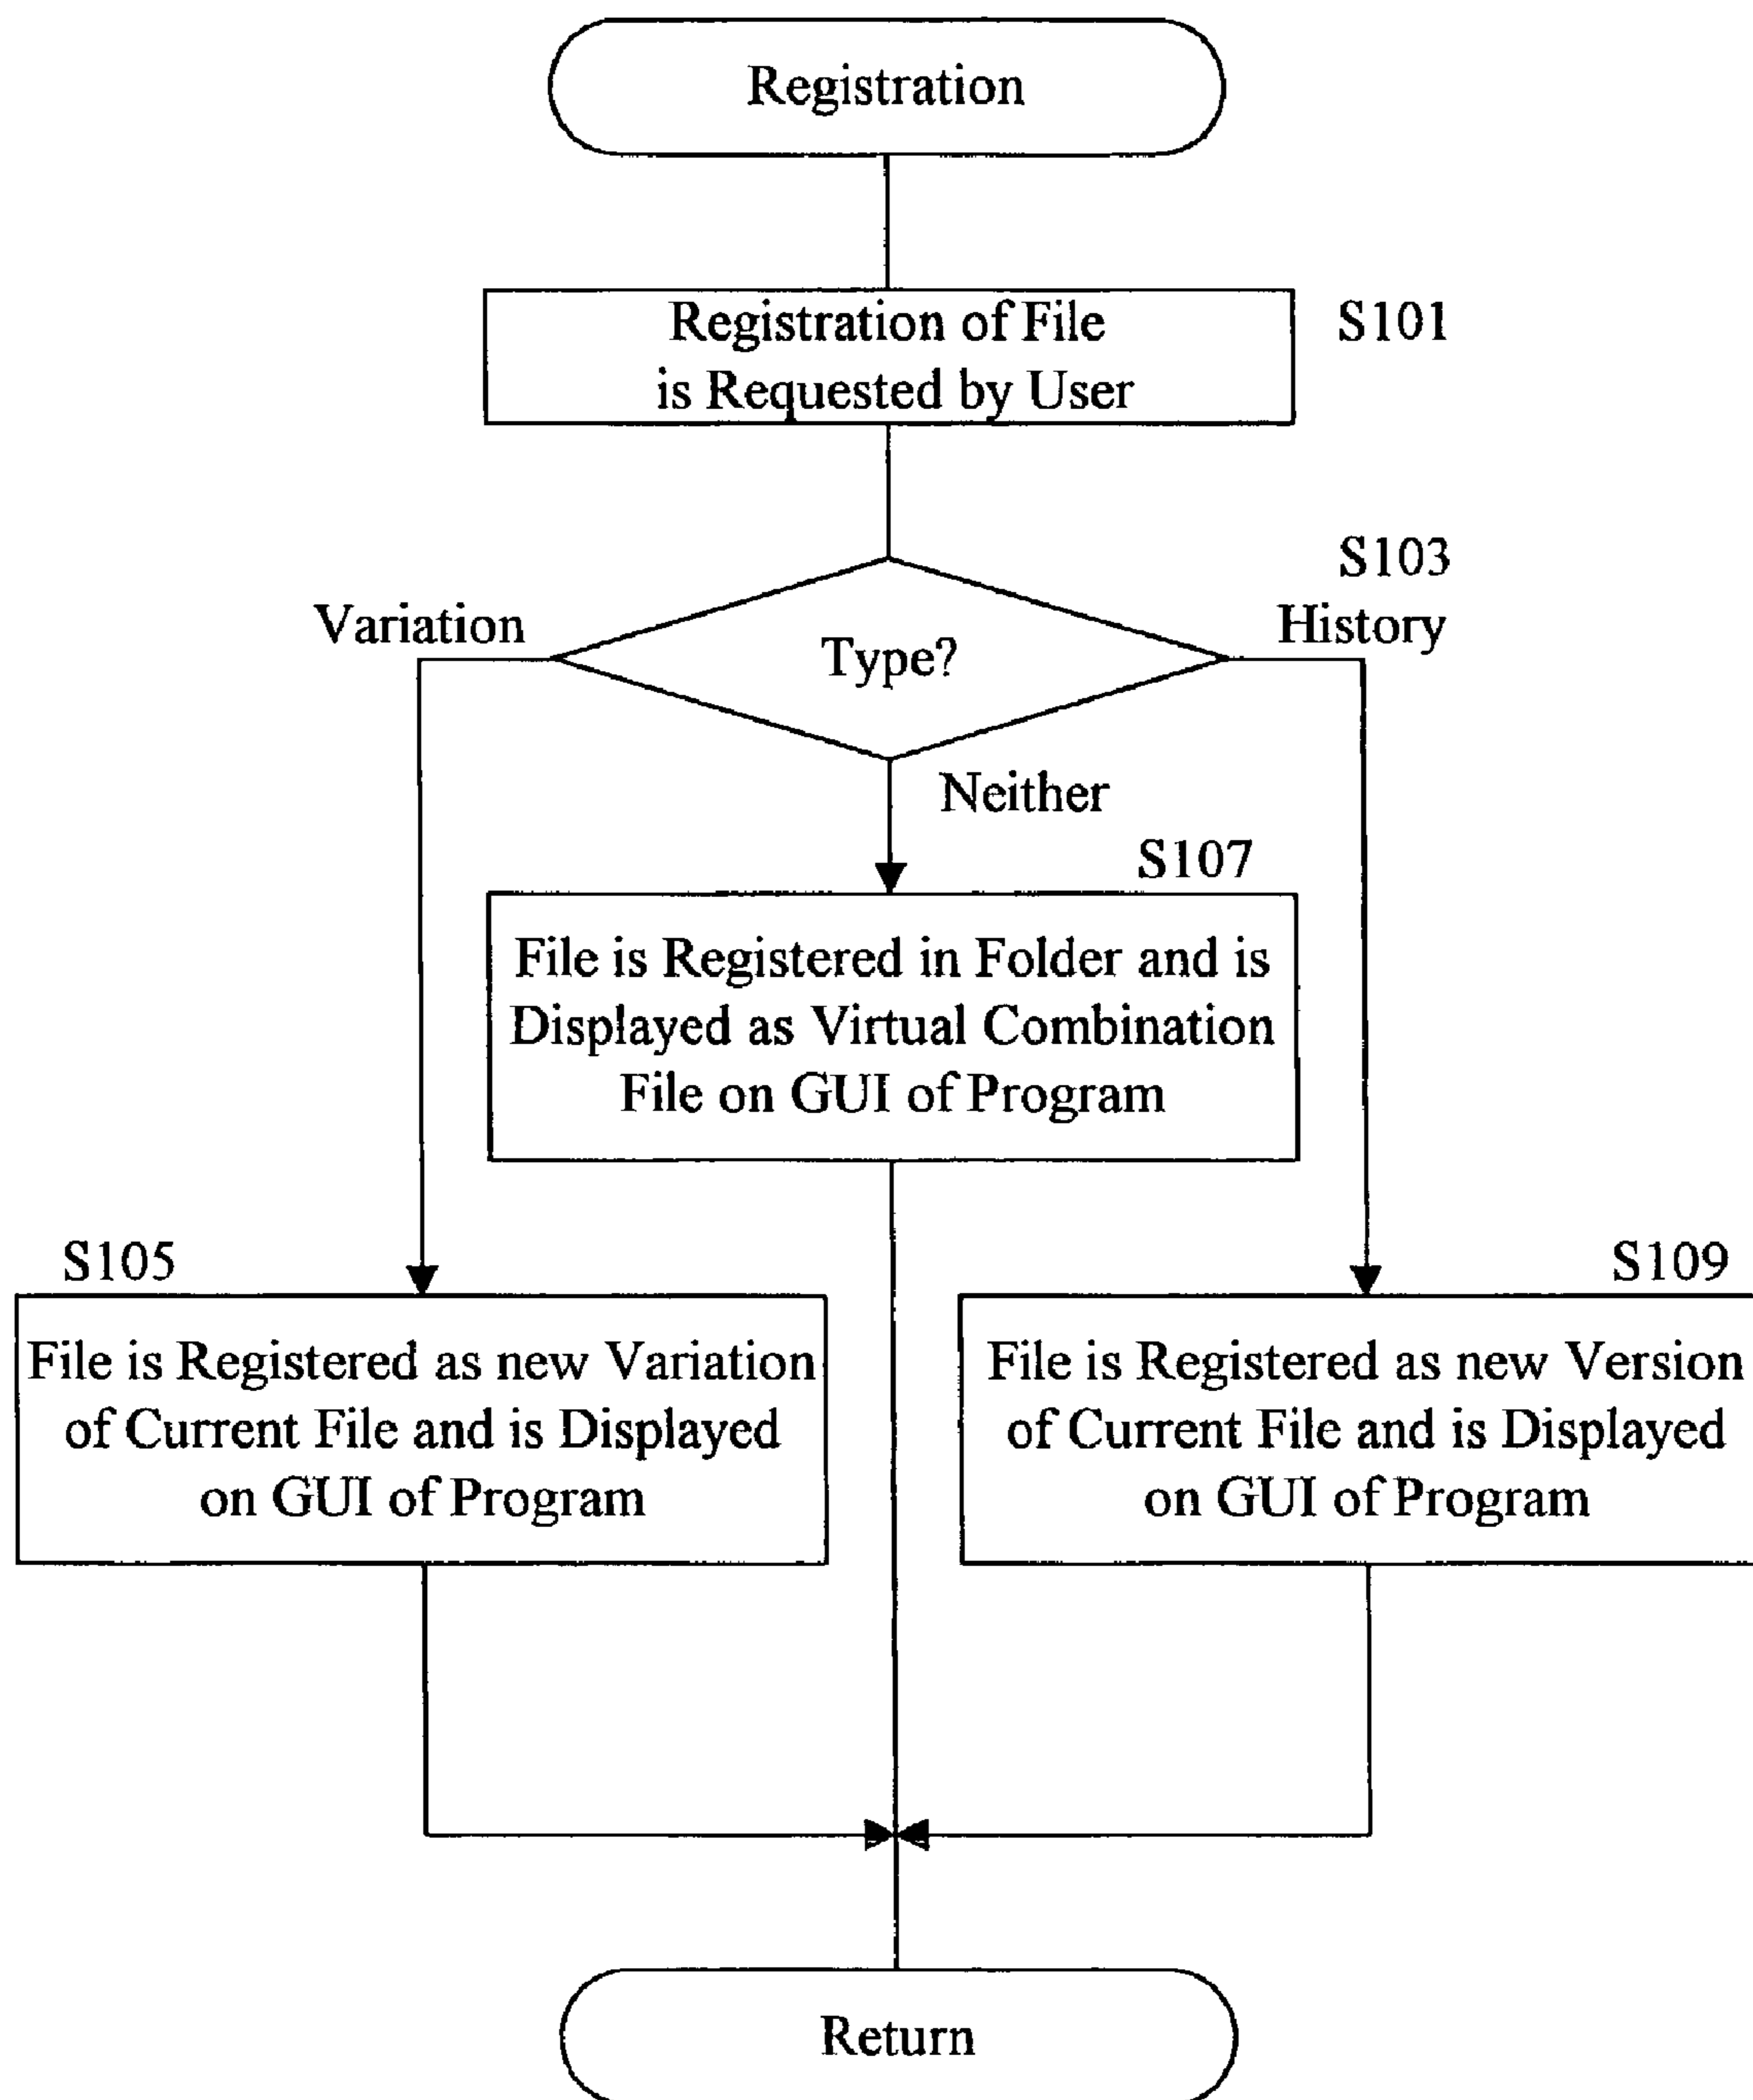 Registration
Registration of File
is Requested by User
S101
S103
Variation
Type?
History
Neither
S107
File is Registered in Folder and is
Displayed as Virtual Combination
File on GUI of Program
S105
File is Registered as new Variation
of Current File and is Displayed
on GUI of Program
S109
File is Registered as new Version
of Current File and is Displayed
on GUI of Program
Return